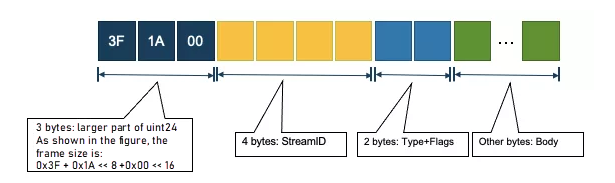 3F 1A 00 ...
3 bytes: larger part of uint24
As shown in the figure, the
frame size is:
0x3F + 0x1A << 8 +0x00 << 16
4 bytes: StreamID
2 bytes: Type+Flags
Other bytes: Body